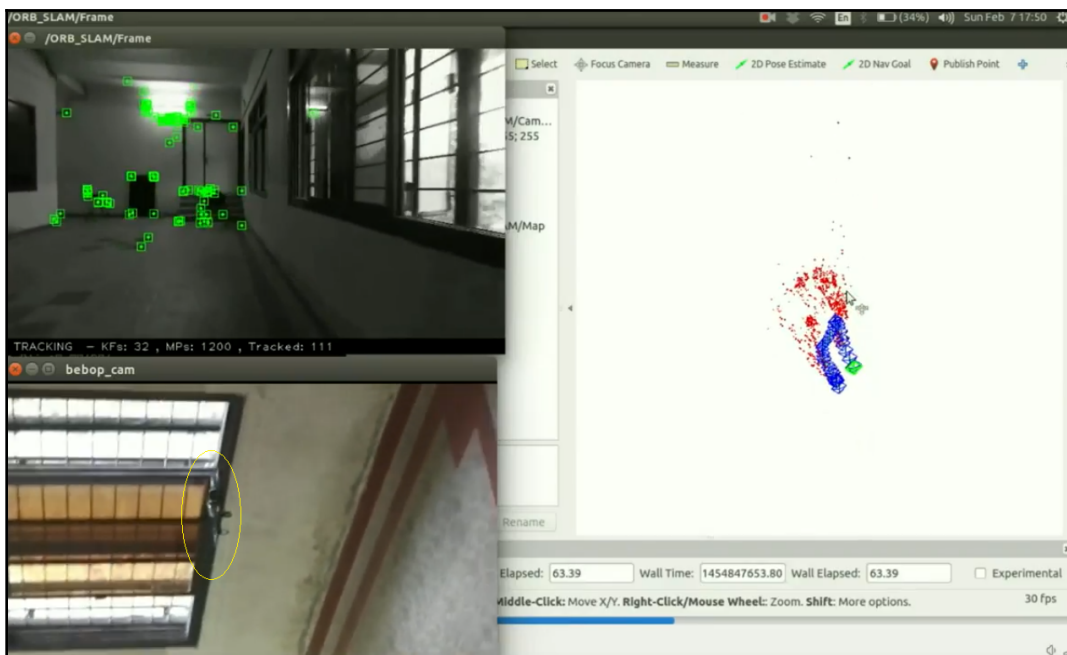 /ORB_SLAM/Frame
En
(34%)
Sun Feb 7 17:50
/ORB_SLAM/Frame
Select
Focus Camera
Measure
2D Pose Estimate
2D Nav Goal
Publish Point
M/Cam...
55; 255
AM/Map
TRACKING - KFs: 32 , MPs: 1200 , Tracked: 111
bebop_cam
Rename
Elapsed: 63.39
Wall Time: 1454847653.80
Wall Elapsed: 63.39
Experimental
Middle-Click: Move X/Y. Right-Click/Mouse Wheel:: Zoom. Shift: More options.
30 fps